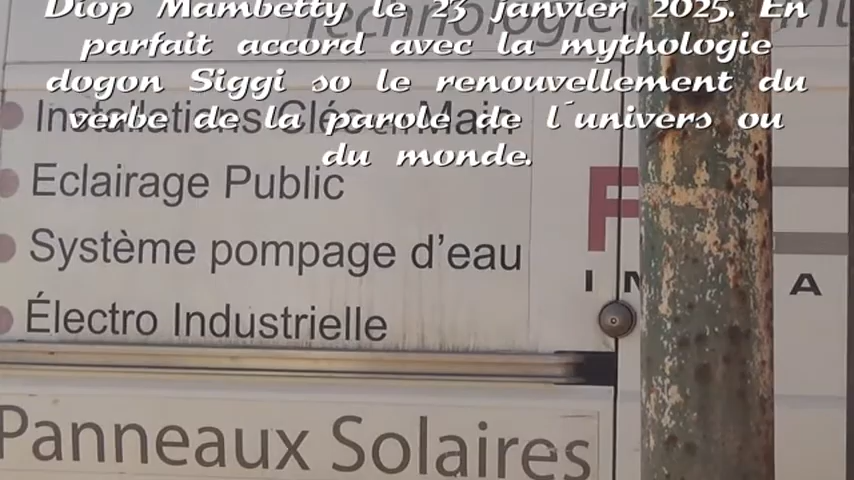 Diop Mambetty le 23 janvier 2025. En
parfait accord avec la mythologie
dogon Siggi so le renouvellement du
verbe de la parole de l´univers ou
du monde.
Technologie
Installations Clés en Main
Eclairage Public
Système pompage d’eau
Électro Industrielle
Panneaux Solaires